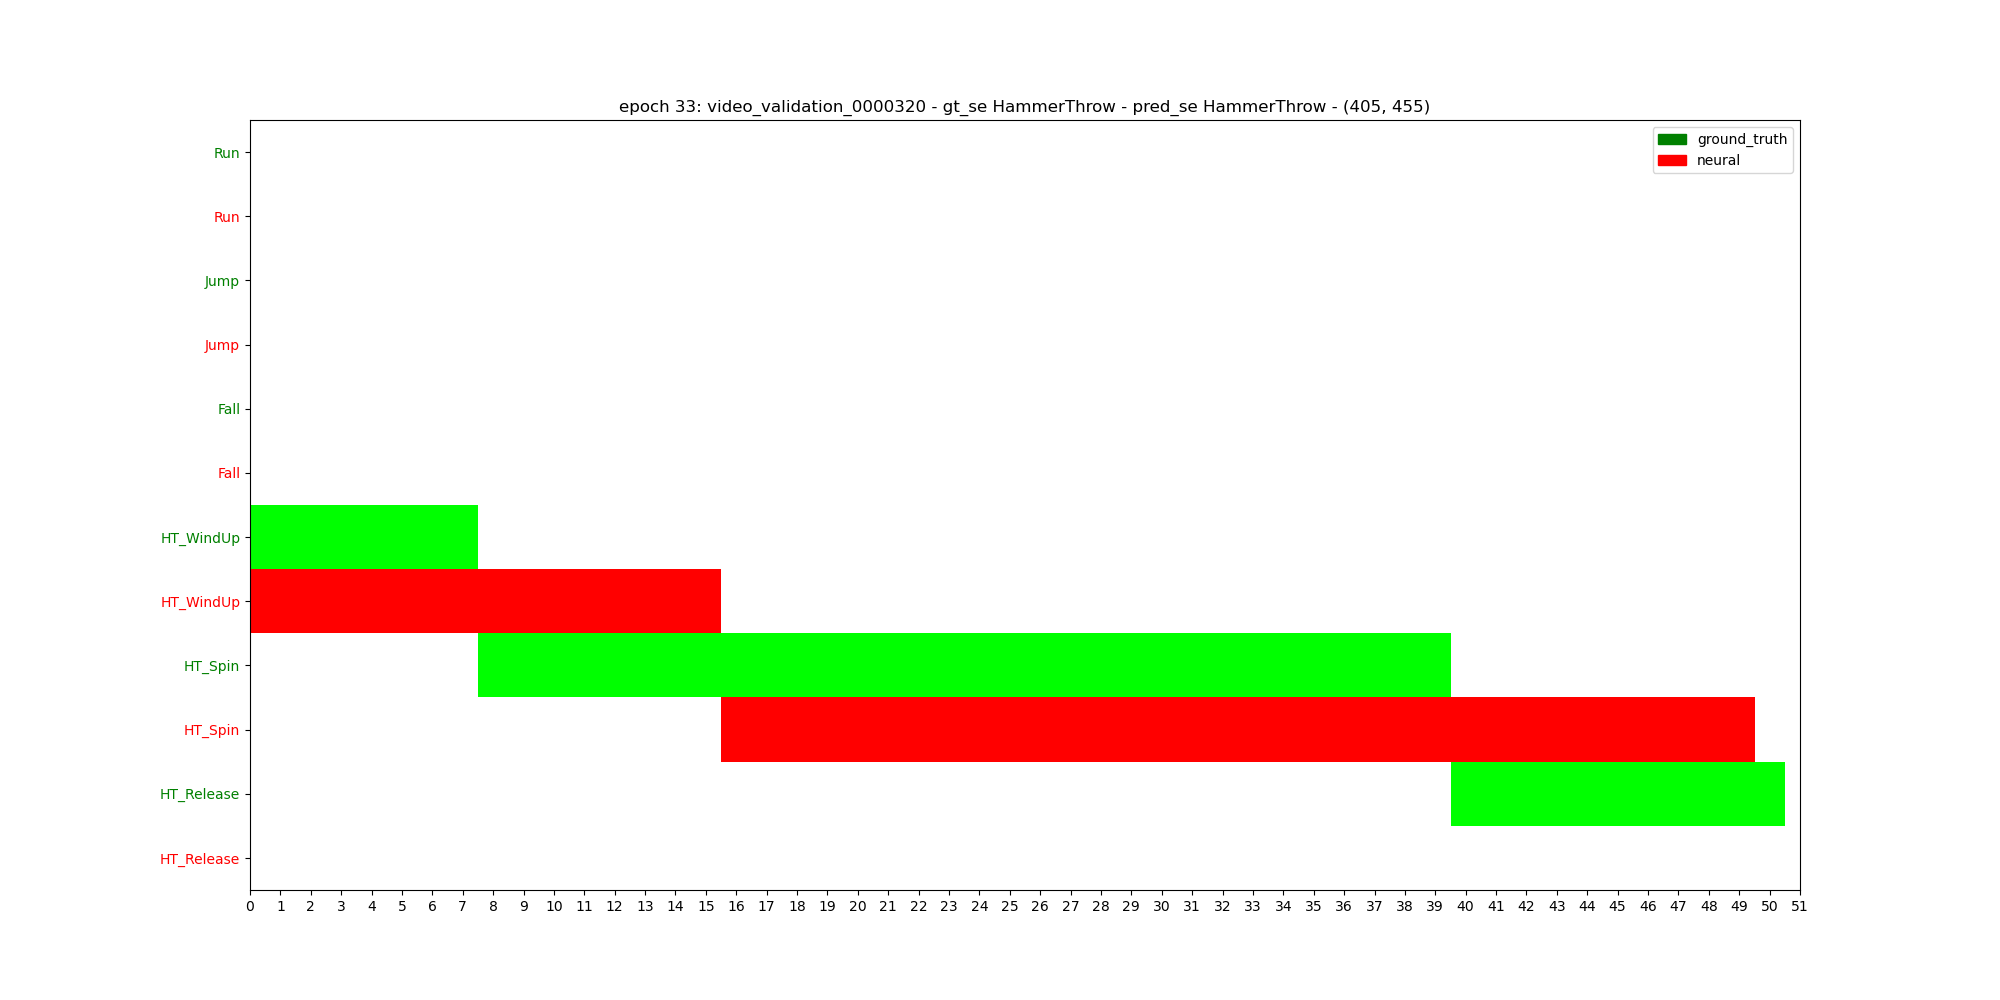 epoch 33: video_validation_0000320 - gt_se HammerThrow - pred_se HammerThrow - (405, 455)
ground_truth
neural
Run
Run
Jump
Jump
Fall
Fall
HT_WindUp
HT_WindUp
HT_Spin
HT_Spin
HT_Release
HT_Release
0 1 2 3 4 5 6 7 8 9 10 11 12 13 14 15 16 17 18 19 20 21 22 23 24 25 26 27 28 29 30 31 32 33 34 35 36 37 38 39 40 41 42 43 44 45 46 47 48 49 50 51